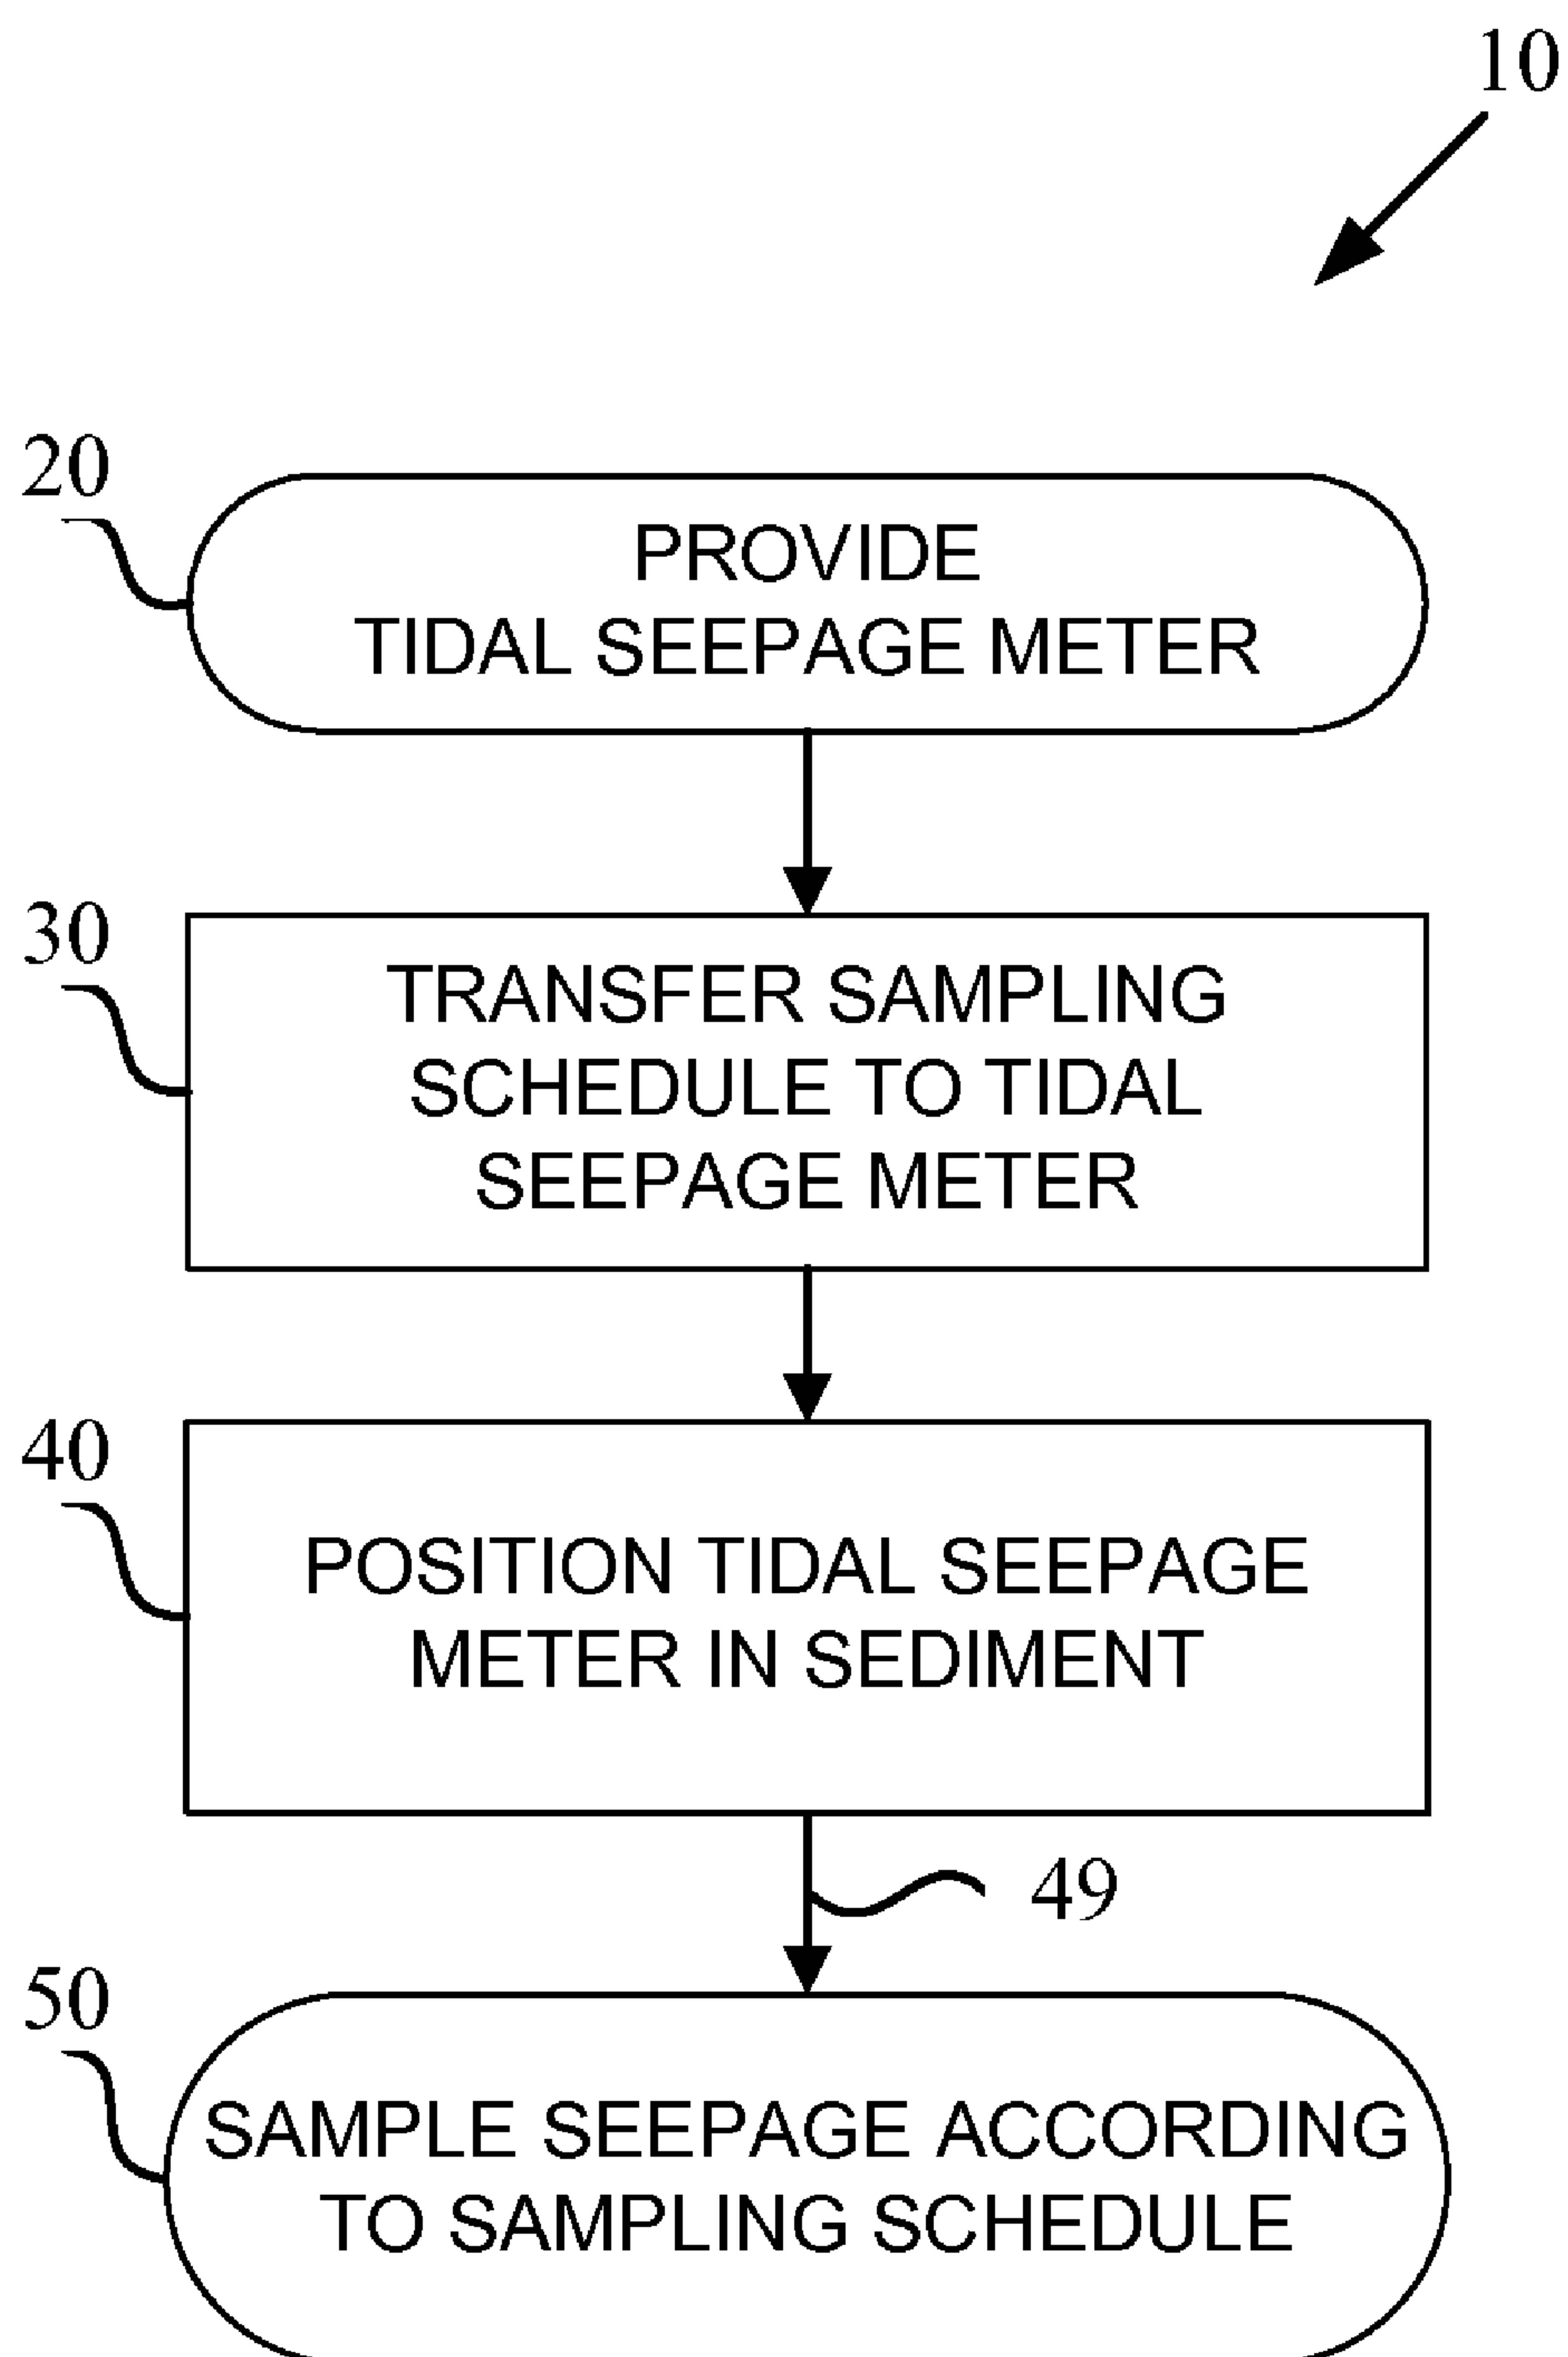 10
20
PROVIDE
TIDAL SEEPAGE METER
30
TRANSFER SAMPLING
SCHEDULE TO TIDAL
SEEPAGE METER
40
POSITION TIDAL SEEPAGE
METER IN SEDIMENT
49
50
SAMPLE SEEPAGE ACCORDING
TO SAMPLING SCHEDULE